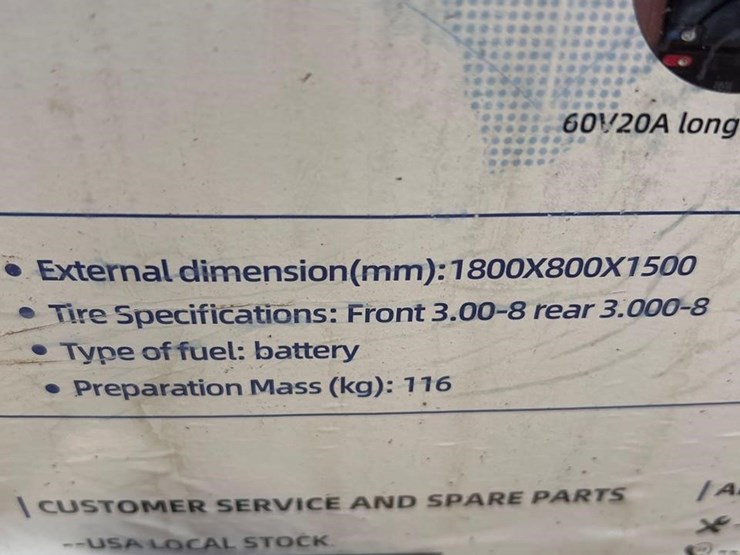 60V20A long
• External dimension(mm):1800X800X1500
• Tire Specifications: Front 3.00-8 rear 3.000-8
• Type of fuel: battery
• Preparation Mass (kg): 116
| CUSTOMER SERVICE AND SPARE PARTS
--USA LOCAL STOCK